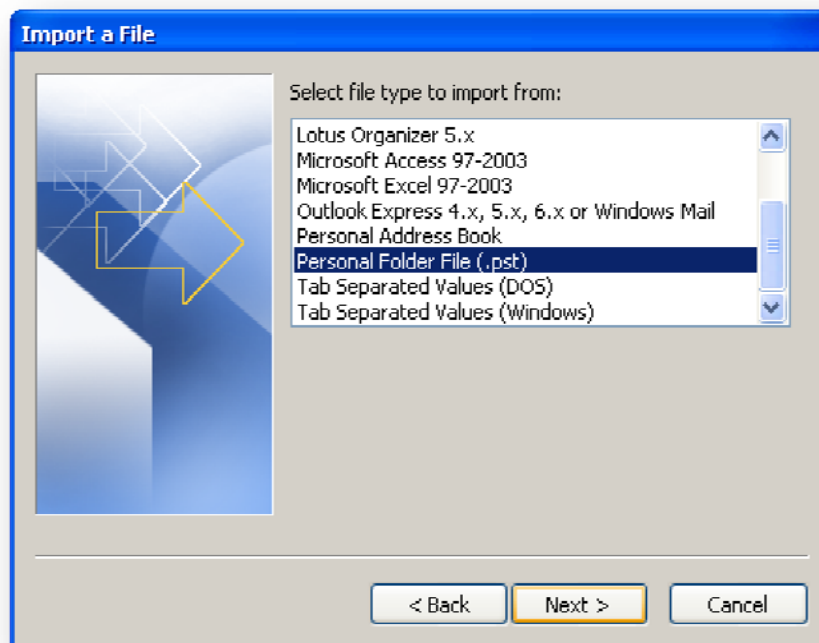 Import a File
Select file type to import from:
Lotus Organizer 5.x
Microsoft Access 97-2003
Microsoft Excel 97-2003
Outlook Express 4.x, 5.x, 6.x or Windows Mail
Personal Address Book
Personal Folder File (.pst)
Tab Separated Values (DOS)
Tab Separated Values (Windows)
< Back
Next >
Cancel